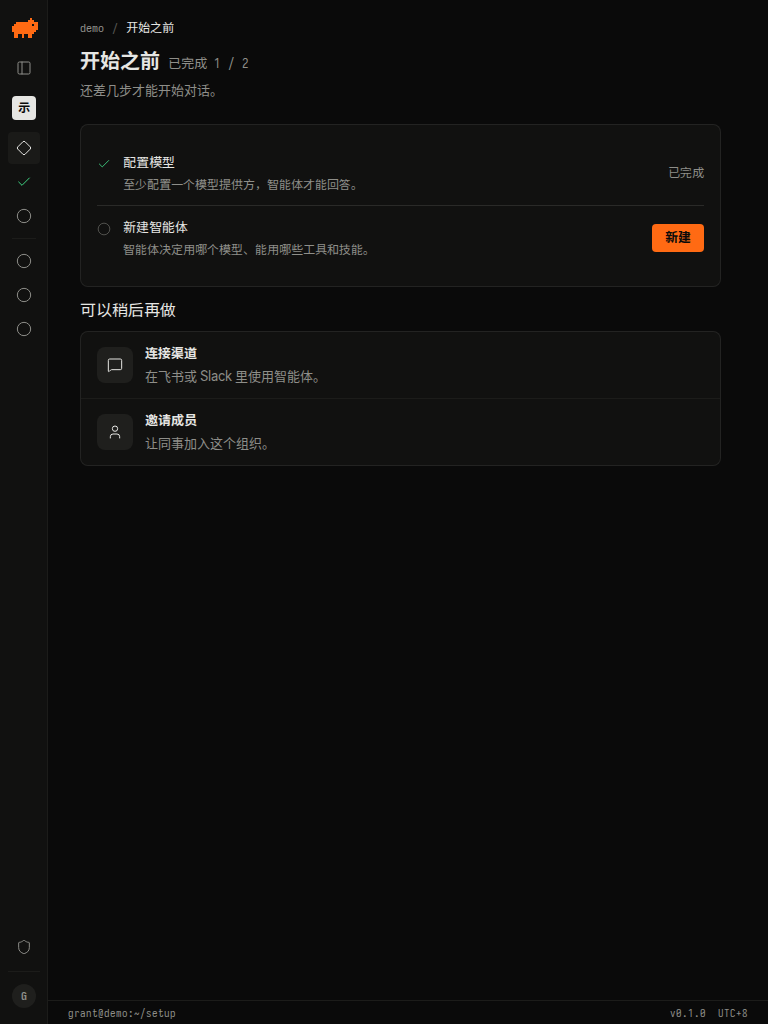 demo / 开始之前
示
开始之前 已完成 1 / 2
还差几步才能开始对话。
配置模型
至少配置一个模型提供方，智能体才能回答。
已完成
新建智能体
智能体决定用哪个模型、能用哪些工具和技能。
新建
可以稍后再做
连接渠道
在飞书或 Slack 里使用智能体。
邀请成员
让同事加入这个组织。
G
grant@demo:~/setup
v0.1.0 UTC+8